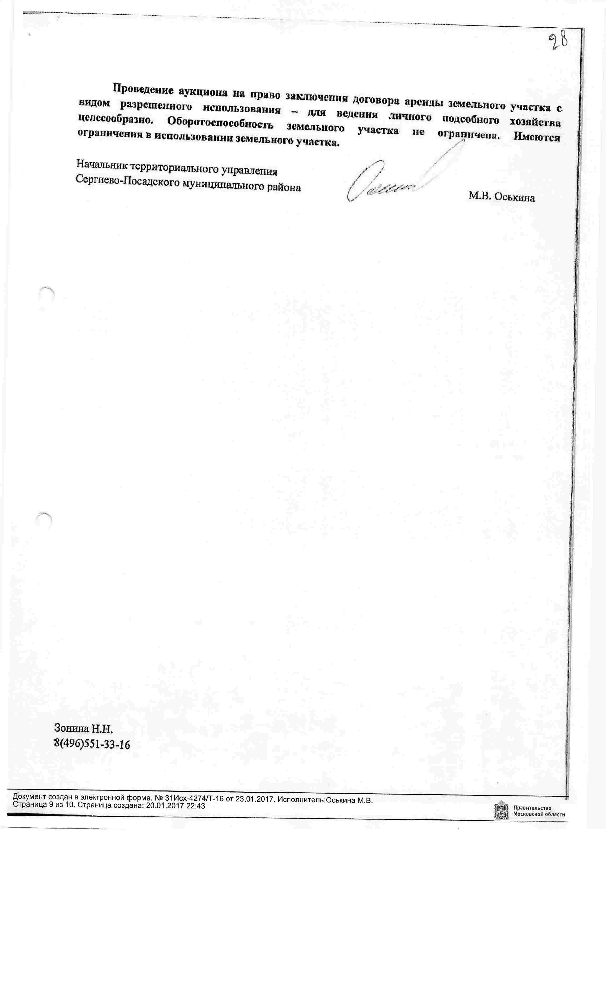 28
Проведение аукциона на право заключения договора аренды земельного участка с
видом разрешенного использования – для ведения личного подсобного хозяйства
целесообразно. Оборотоспособность земельного участка не ограничена. Имеются
ограничения в использовании земельного участка.
Начальник территориального управления
Сергиево-Посадского муниципального района
М.В. Оськина
Зонина Н.Н.
8(496)551-33-16
Документ создан в электронной форме. № 31Исх-4274/Т-16 от 23.01.2017. Исполнитель:Оськина М.В.
Страница 9 из 10. Страница создана: 20.01.2017 22:43
Правительство
Московской области